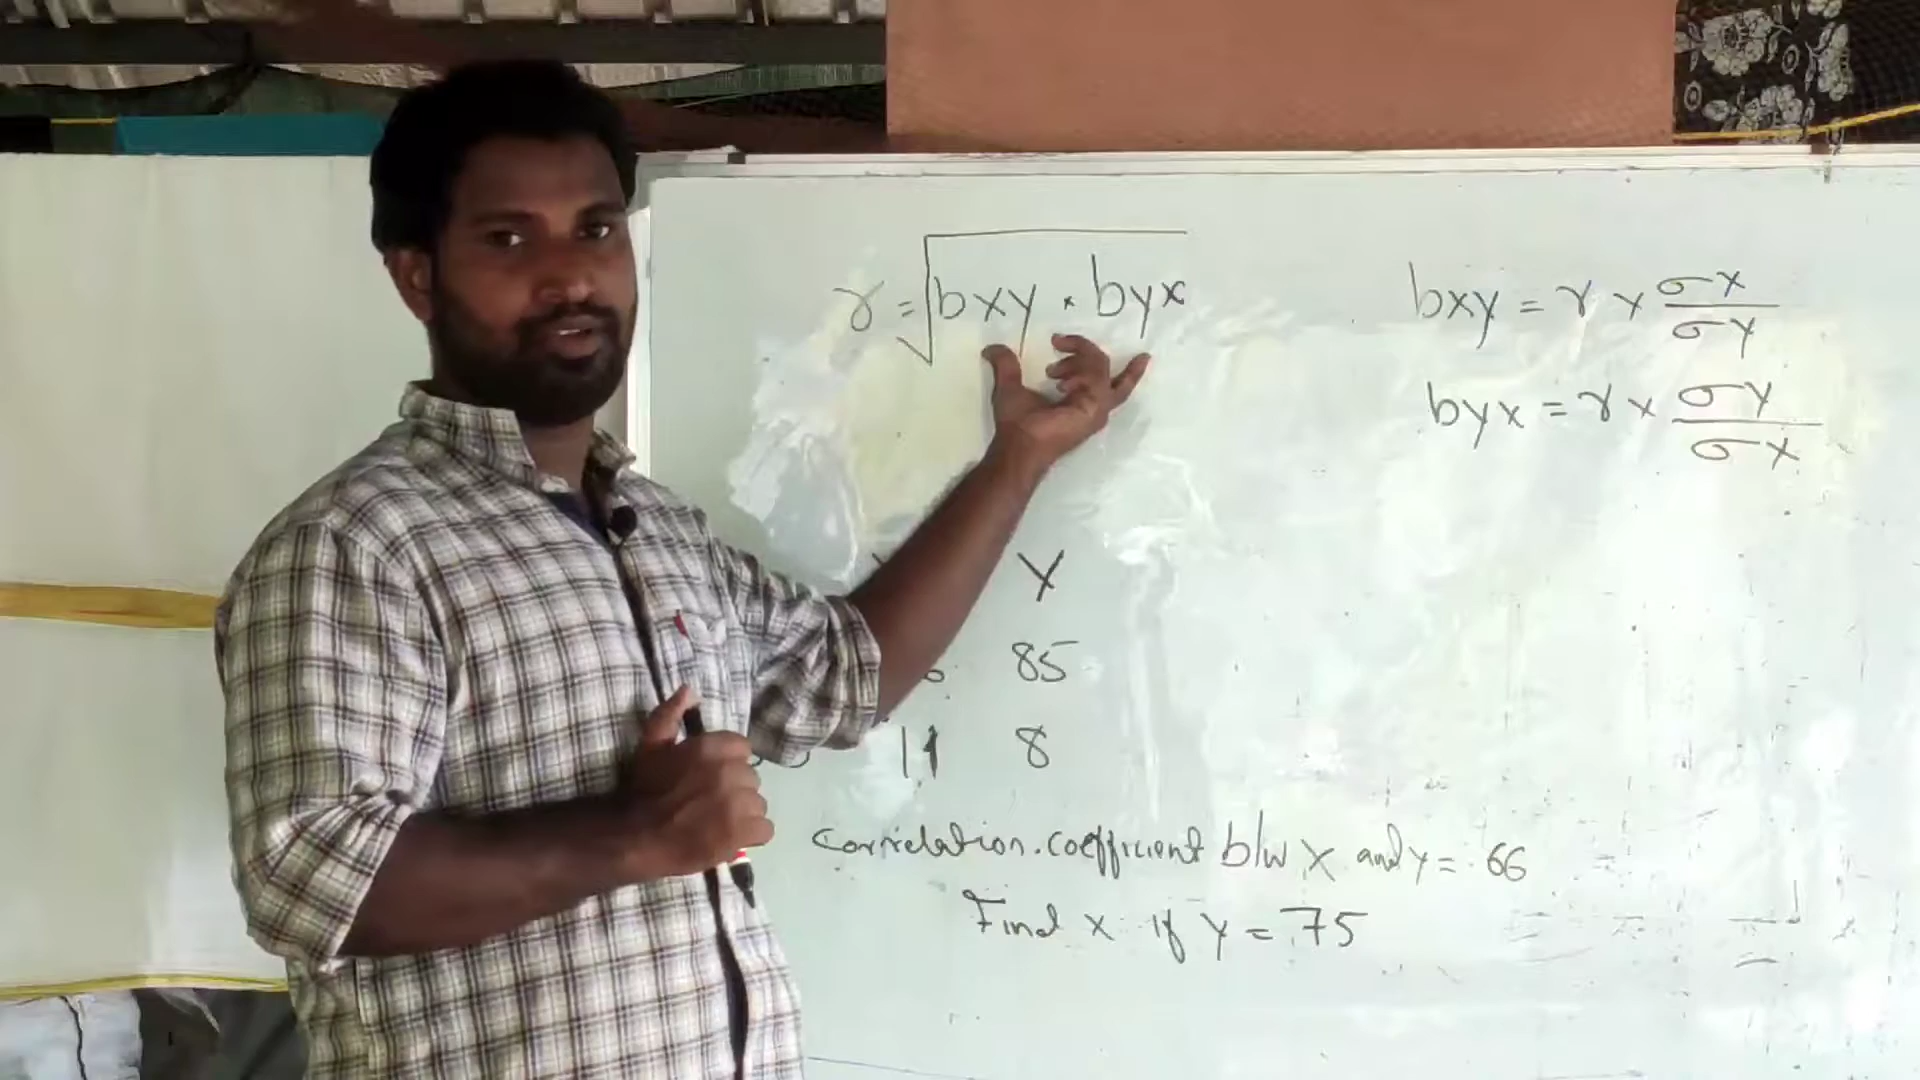 r = √bxy · byx
bxy = r × σx/σy
byx = r × σy/σx
Y
85
11 8
Correlation.coefficient b/w X and y = .66
Find x if y = 75